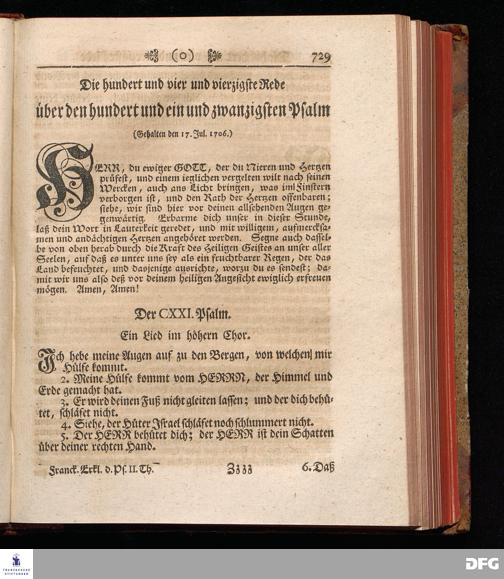 (o) 729
Die hundert und vier und vierzigste Rede
über den hundert und ein und zwanzigsten Psalm
(Gehalten den 17. Jul. 1706.)
HERR, du ewiger GOTT, der du Nieren und Hertzen
prüfest, und einem ieglichen vergelten wilt nach seinen
Wercken, auch ans Licht bringen, was im Finstern
verborgen ist, und den Rath der Hertzen offenbaren;
siehe, wir sind hier vor deinen allsehenden Augen ge-
genwärtig. Erbarme dich unser in dieser Stunde,
laß dein Wort in Lauterkeit geredet, und mit willigem, aufmercksa-
men und andächtigen Hertzen angehöret werden. Segne auch dassel-
be von oben herab durch die Kraft des Heiligen Geistes an unser aller
Seelen, auf daß es unter uns sey als ein fruchtbarer Regen, der das
Land befeuchtet, und dasjenige ausrichte, worzu du es sendest; da-
mit wir uns also deß vor deinem heiligen Angesicht ewiglich erfreuen
mögen. Amen, Amen!
Der CXXI. Psalm.
Ein Lied im höhern Chor.
Ich hebe meine Augen auf zu den Bergen, von welchen mir
Hülfe kommt.
2. Meine Hülfe kommt vom HERRN, der Himmel und
Erde gemacht hat.
3. Er wird deinen Fuß nicht gleiten lassen; und der dich behü-
tet, schläfet nicht.
4. Siehe, der Hüter Israel schläfet noch schlummert nicht.
5. Der HERR behütet dich; der HERR ist dein Schatten
über deiner rechten Hand.
Franck. Erkl. d. Ps. II. Th. Zzzz 6. Daß
FRANCKESCHE
STIFTUNGEN
DFG